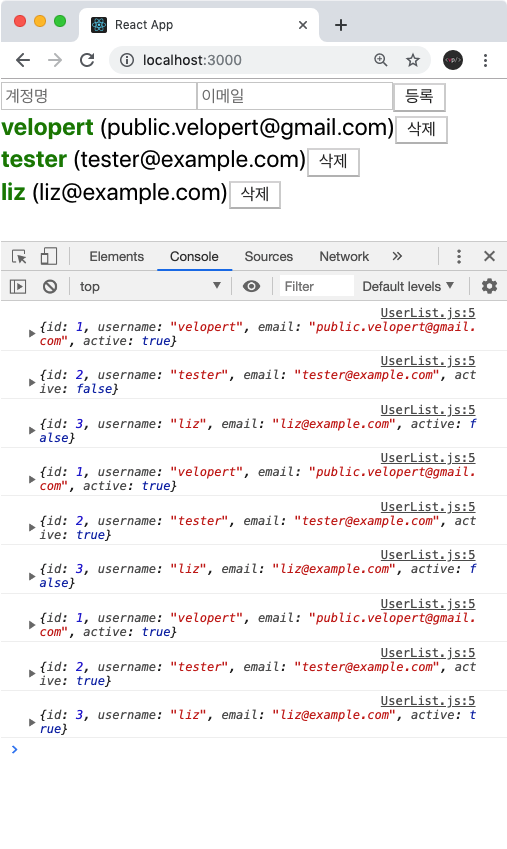 React App
localhost:3000
계정명 이메일 등록
velopert (public.velopert@gmail.com) 삭제
tester (tester@example.com) 삭제
liz (liz@example.com) 삭제
Elements Console Sources Network »
top Filter Default levels
UserList.js:5
{id: 1, username: "velopert", email: "public.velopert@gmail.
com", active: true}
UserList.js:5
{id: 2, username: "tester", email: "tester@example.com", act
ive: false}
UserList.js:5
{id: 3, username: "liz", email: "liz@example.com", active: f
alse}
UserList.js:5
{id: 1, username: "velopert", email: "public.velopert@gmail.
com", active: true}
UserList.js:5
{id: 2, username: "tester", email: "tester@example.com", act
ive: true}
UserList.js:5
{id: 3, username: "liz", email: "liz@example.com", active: f
alse}
UserList.js:5
{id: 1, username: "velopert", email: "public.velopert@gmail.
com", active: true}
UserList.js:5
{id: 2, username: "tester", email: "tester@example.com", act
ive: true}
UserList.js:5
{id: 3, username: "liz", email: "liz@example.com", active: t
rue}